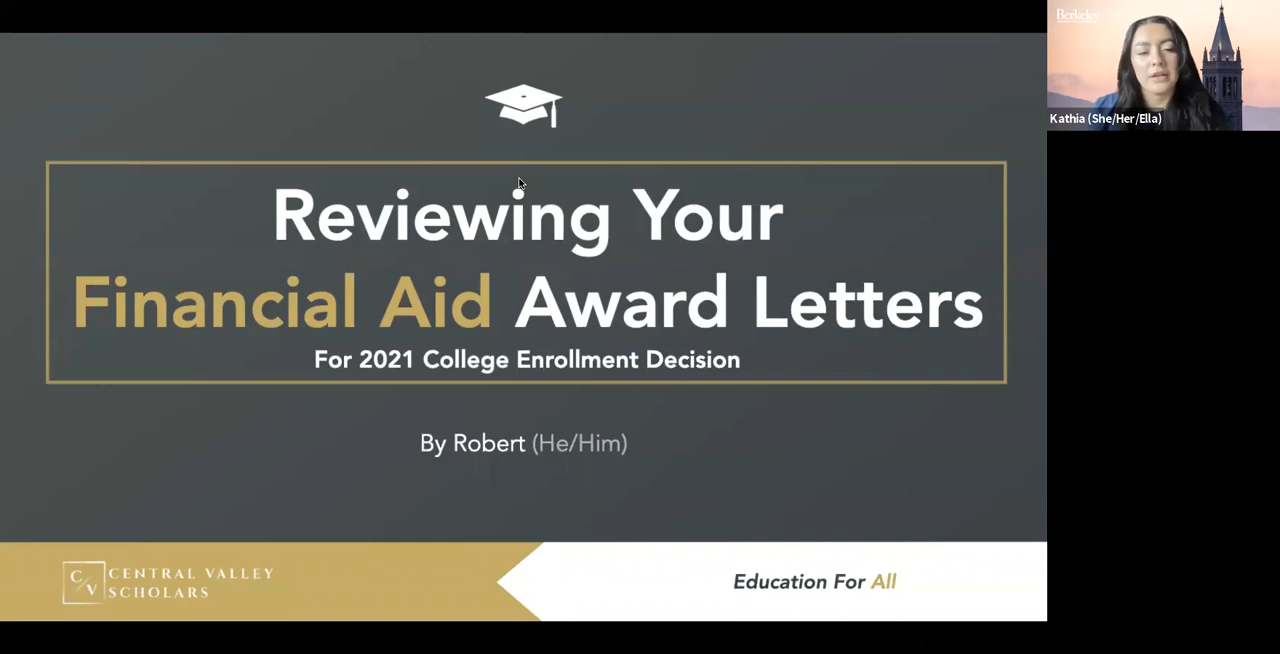 Reviewing Your
Financial Aid Award Letters
For 2021 College Enrollment Decision
By Robert (He/Him)
C/V
CENTRAL VALLEY
SCHOLARS
Education For All
Berkeley
Kathia (She/Her/Ella)